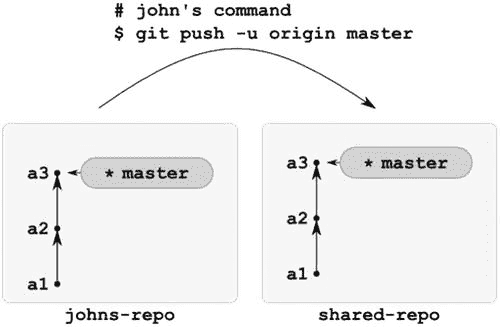 # john's command
$ git push -u origin master
a3
* master
a2
a1
johns-repo
a3
* master
a2
a1
shared-repo